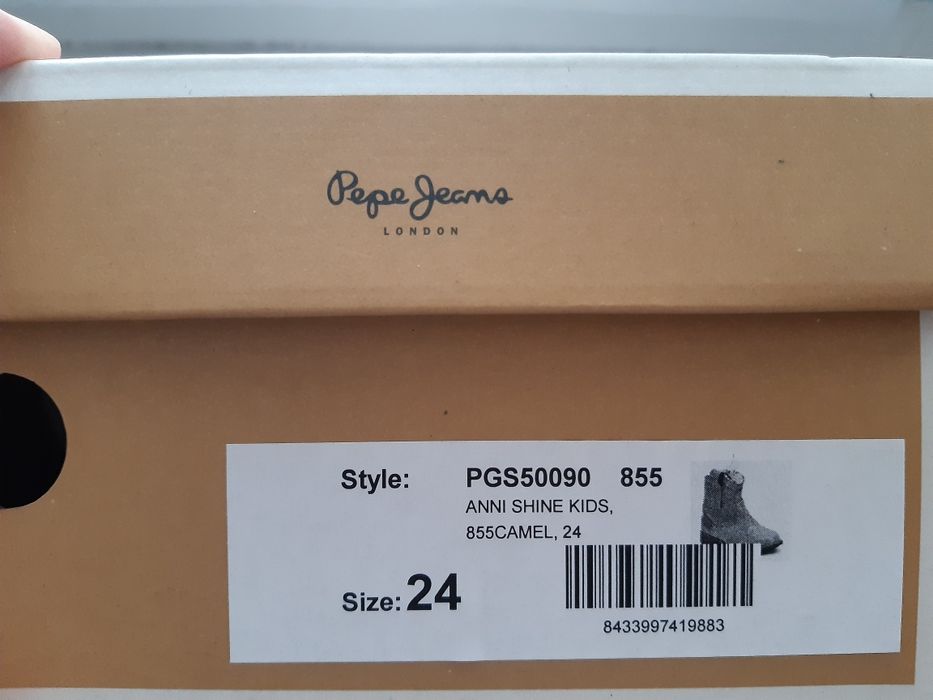 Pepe Jeans
LONDON
Style: PGS50090 855
ANNI SHINE KIDS,
855CAMEL, 24
Size: 24
8433997419883